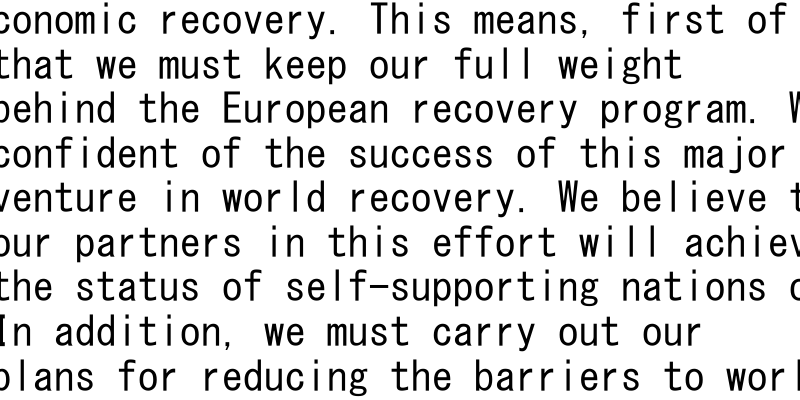 conomic recovery. This means, first of
that we must keep our full weight
behind the European recovery program. W
confident of the success of this major
venture in world recovery. We believe t
our partners in this effort will achiev
the status of self-supporting nations o
In addition, we must carry out our
plans for reducing the barriers to worl